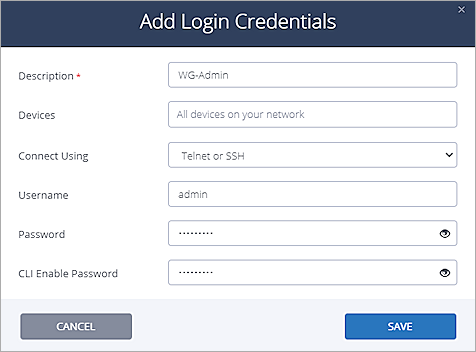 Add Login Credentials
×
Description * WG-Admin
Devices All devices on your network
Connect Using Telnet or SSH
Username admin
Password •••••••••
CLI Enable Password •••••••••
CANCEL SAVE